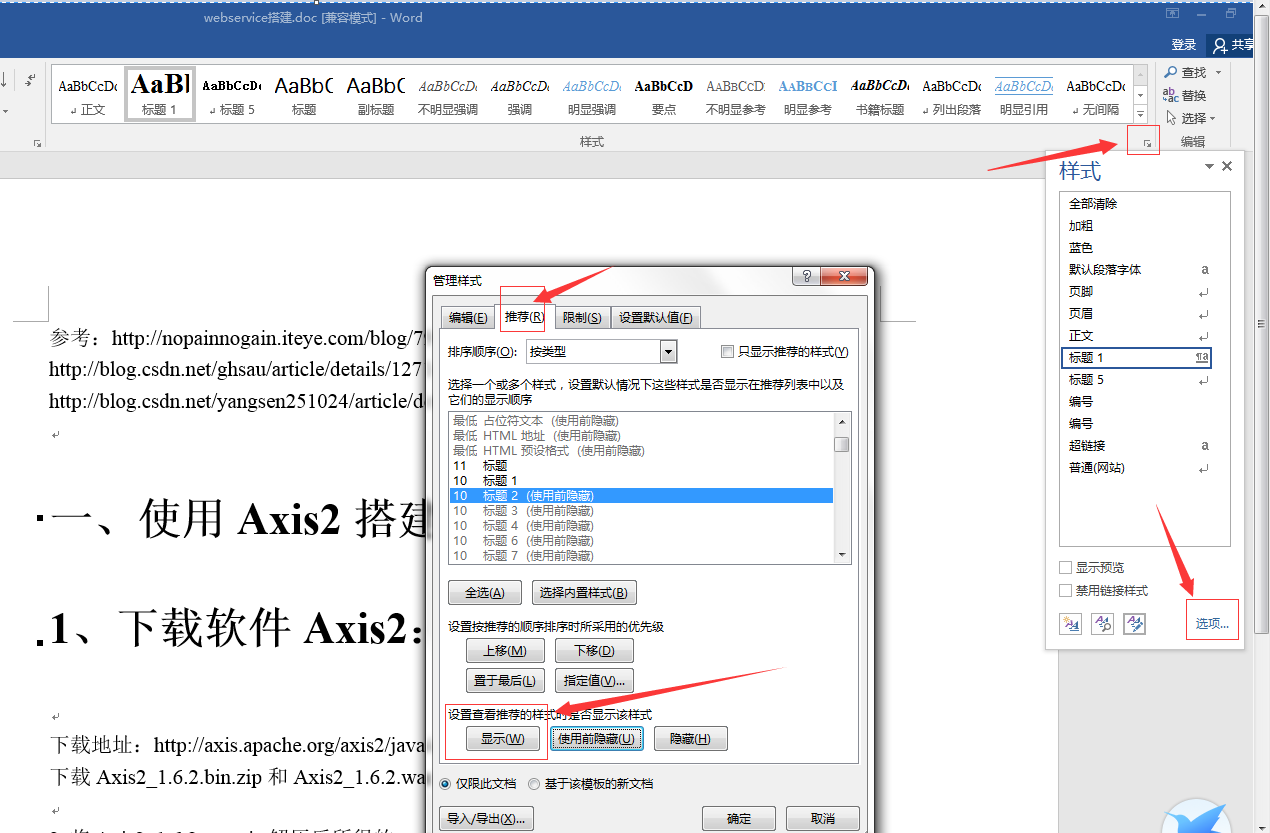 webservice搭建.doc [兼容模式] - Word
登录 共享
AaBbCcDc AaBl AaBbCcDc AaBbC AaBbC AaBbCcDc AaBbCcDc AaBbCcDc AaBbCcD AaBbCcD AaBbCcI AaBbCcDc AaBbCcDc AaBbCcDc AaBbCcDc
正文 标题 1 标题 5 标题 副标题 不明显强调 强调 明显强调 要点 不明显参考 明显参考 书籍标题 列出段落 明显引用 无间隔
查找
替换
选择
样式 编辑
样式
全部清除
加粗
蓝色
默认段落字体 a
页脚
页眉
正文
标题 1 ¶a
标题 5
编号
编号
超链接 a
普通(网站)
显示预览
禁用链接样式
选项...
参考：http://nopainnogain.iteye.com/blog/7
http://blog.csdn.net/ghsau/article/details/127
http://blog.csdn.net/yangsen251024/article/d
一、使用 Axis2 搭建
1、下载软件 Axis2：
下载地址：http://axis.apache.org/axis2/java
下载 Axis2_1.6.2.bin.zip 和 Axis2_1.6.2.wa
管理样式
编辑(E) 推荐(R) 限制(S) 设置默认值(F)
排序顺序(O): 按类型 只显示推荐的样式(Y)
选择一个或多个样式，设置默认情况下这些样式是否显示在推荐列表中以及
它们的显示顺序
最低 占位符文本 (使用前隐藏)
最低 HTML 地址 (使用前隐藏)
最低 HTML 预设格式 (使用前隐藏)
11 标题
10 标题 1
10 标题 2 (使用前隐藏)
10 标题 3 (使用前隐藏)
10 标题 4 (使用前隐藏)
10 标题 6 (使用前隐藏)
10 标题 7 (使用前隐藏)
全选(A) 选择内置样式(B)
设置按推荐的顺序排序时所采用的优先级
上移(M) 下移(D)
置于最后(L) 指定值(V)...
设置查看推荐的样式时是否显示该样式
显示(W) 使用前隐藏(U) 隐藏(H)
仅限此文档 基于该模板的新文档
导入/导出(X)... 确定 取消